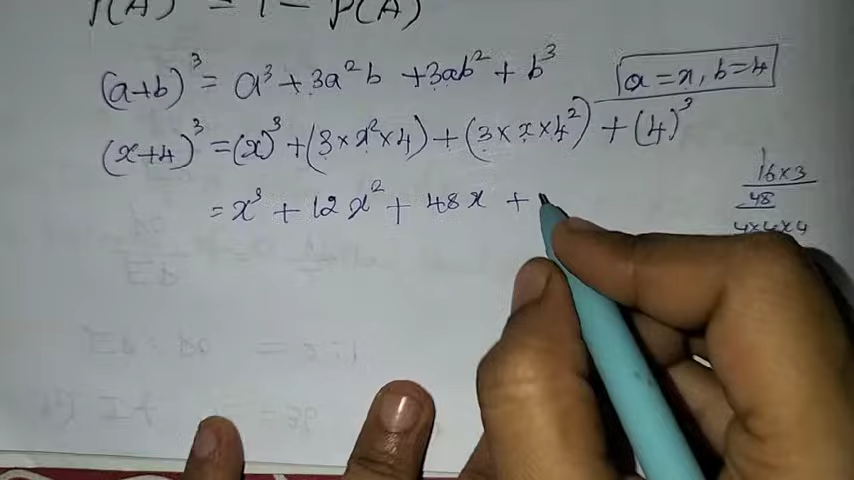 P(A) = 1 - P(A)
(a+b)³ = a³ + 3a²b + 3ab² + b³
a = x, b = 4
(x+4)³ = (x)³ + (3 × x² × 4) + (3 × x × 4²) + (4)³
16×3
= x³ + 12x² + 48x +
48
4×4×4